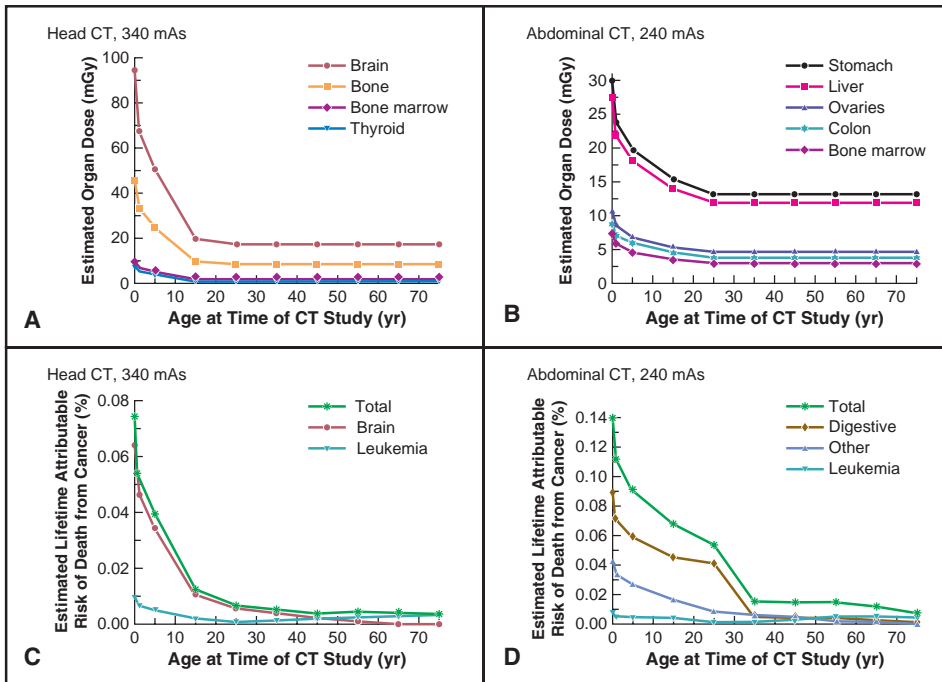 Head CT, 340 mAs
Estimated Organ Dose (mGy)
100
80
60
40
20
0
Brain
Bone
Bone marrow
Thyroid
0 10 20 30 40 50 60 70
Age at Time of CT Study (yr)
A
Abdominal CT, 240 mAs
Estimated Organ Dose (mGy)
30
25
20
15
10
5
0
Stomach
Liver
Ovaries
Colon
Bone marrow
0 10 20 30 40 50 60 70
Age at Time of CT Study (yr)
B
Head CT, 340 mAs
Estimated Lifetime Attributable
Risk of Death from Cancer (%)
0.08
0.06
0.04
0.02
0.00
Total
Brain
Leukemia
0 10 20 30 40 50 60 70
Age at Time of CT Study (yr)
C
Abdominal CT, 240 mAs
Estimated Lifetime Attributable
Risk of Death from Cancer (%)
0.14
0.12
0.10
0.08
0.06
0.04
0.02
0.00
Total
Digestive
Other
Leukemia
0 10 20 30 40 50 60 70
Age at Time of CT Study (yr)
D